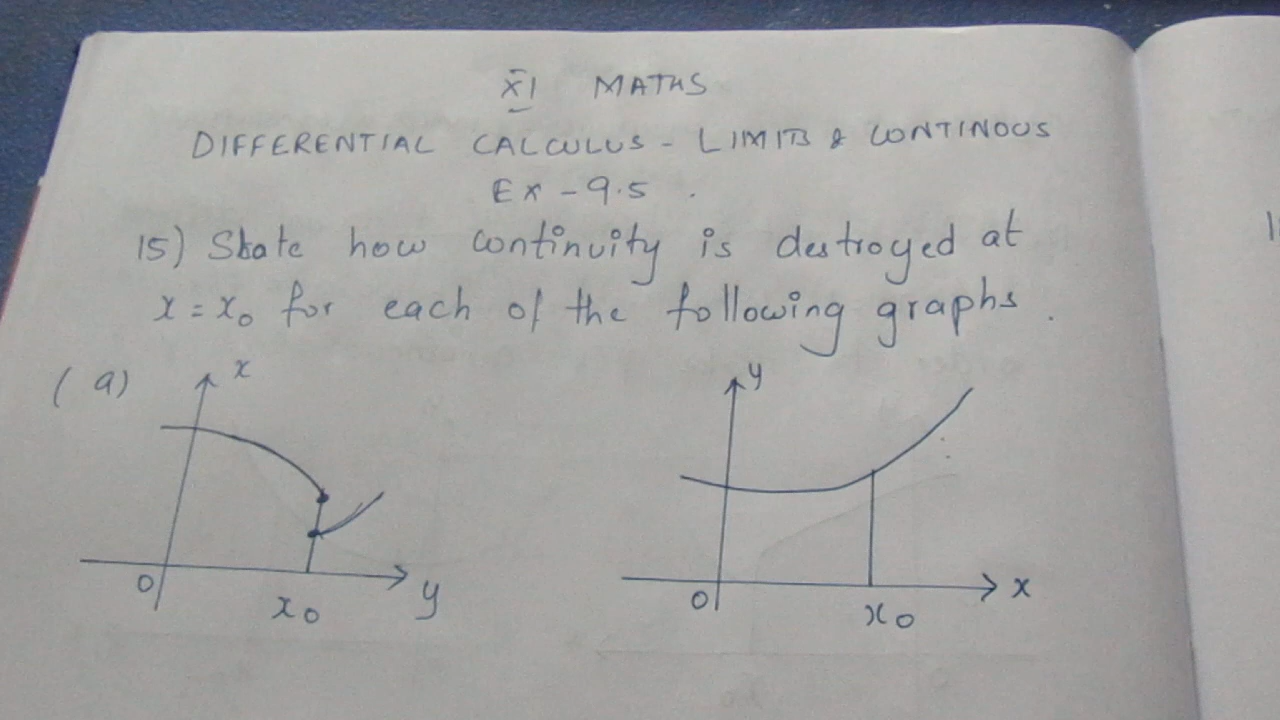 XI MATHS
DIFFERENTIAL CALCULUS - LIMITS & CONTINOUS
Ex - 9.5 .
15) State how continuity is destroyed at
x = x₀ for each of the following graphs .
(a) x y
0 x₀ y 0 x₀ x